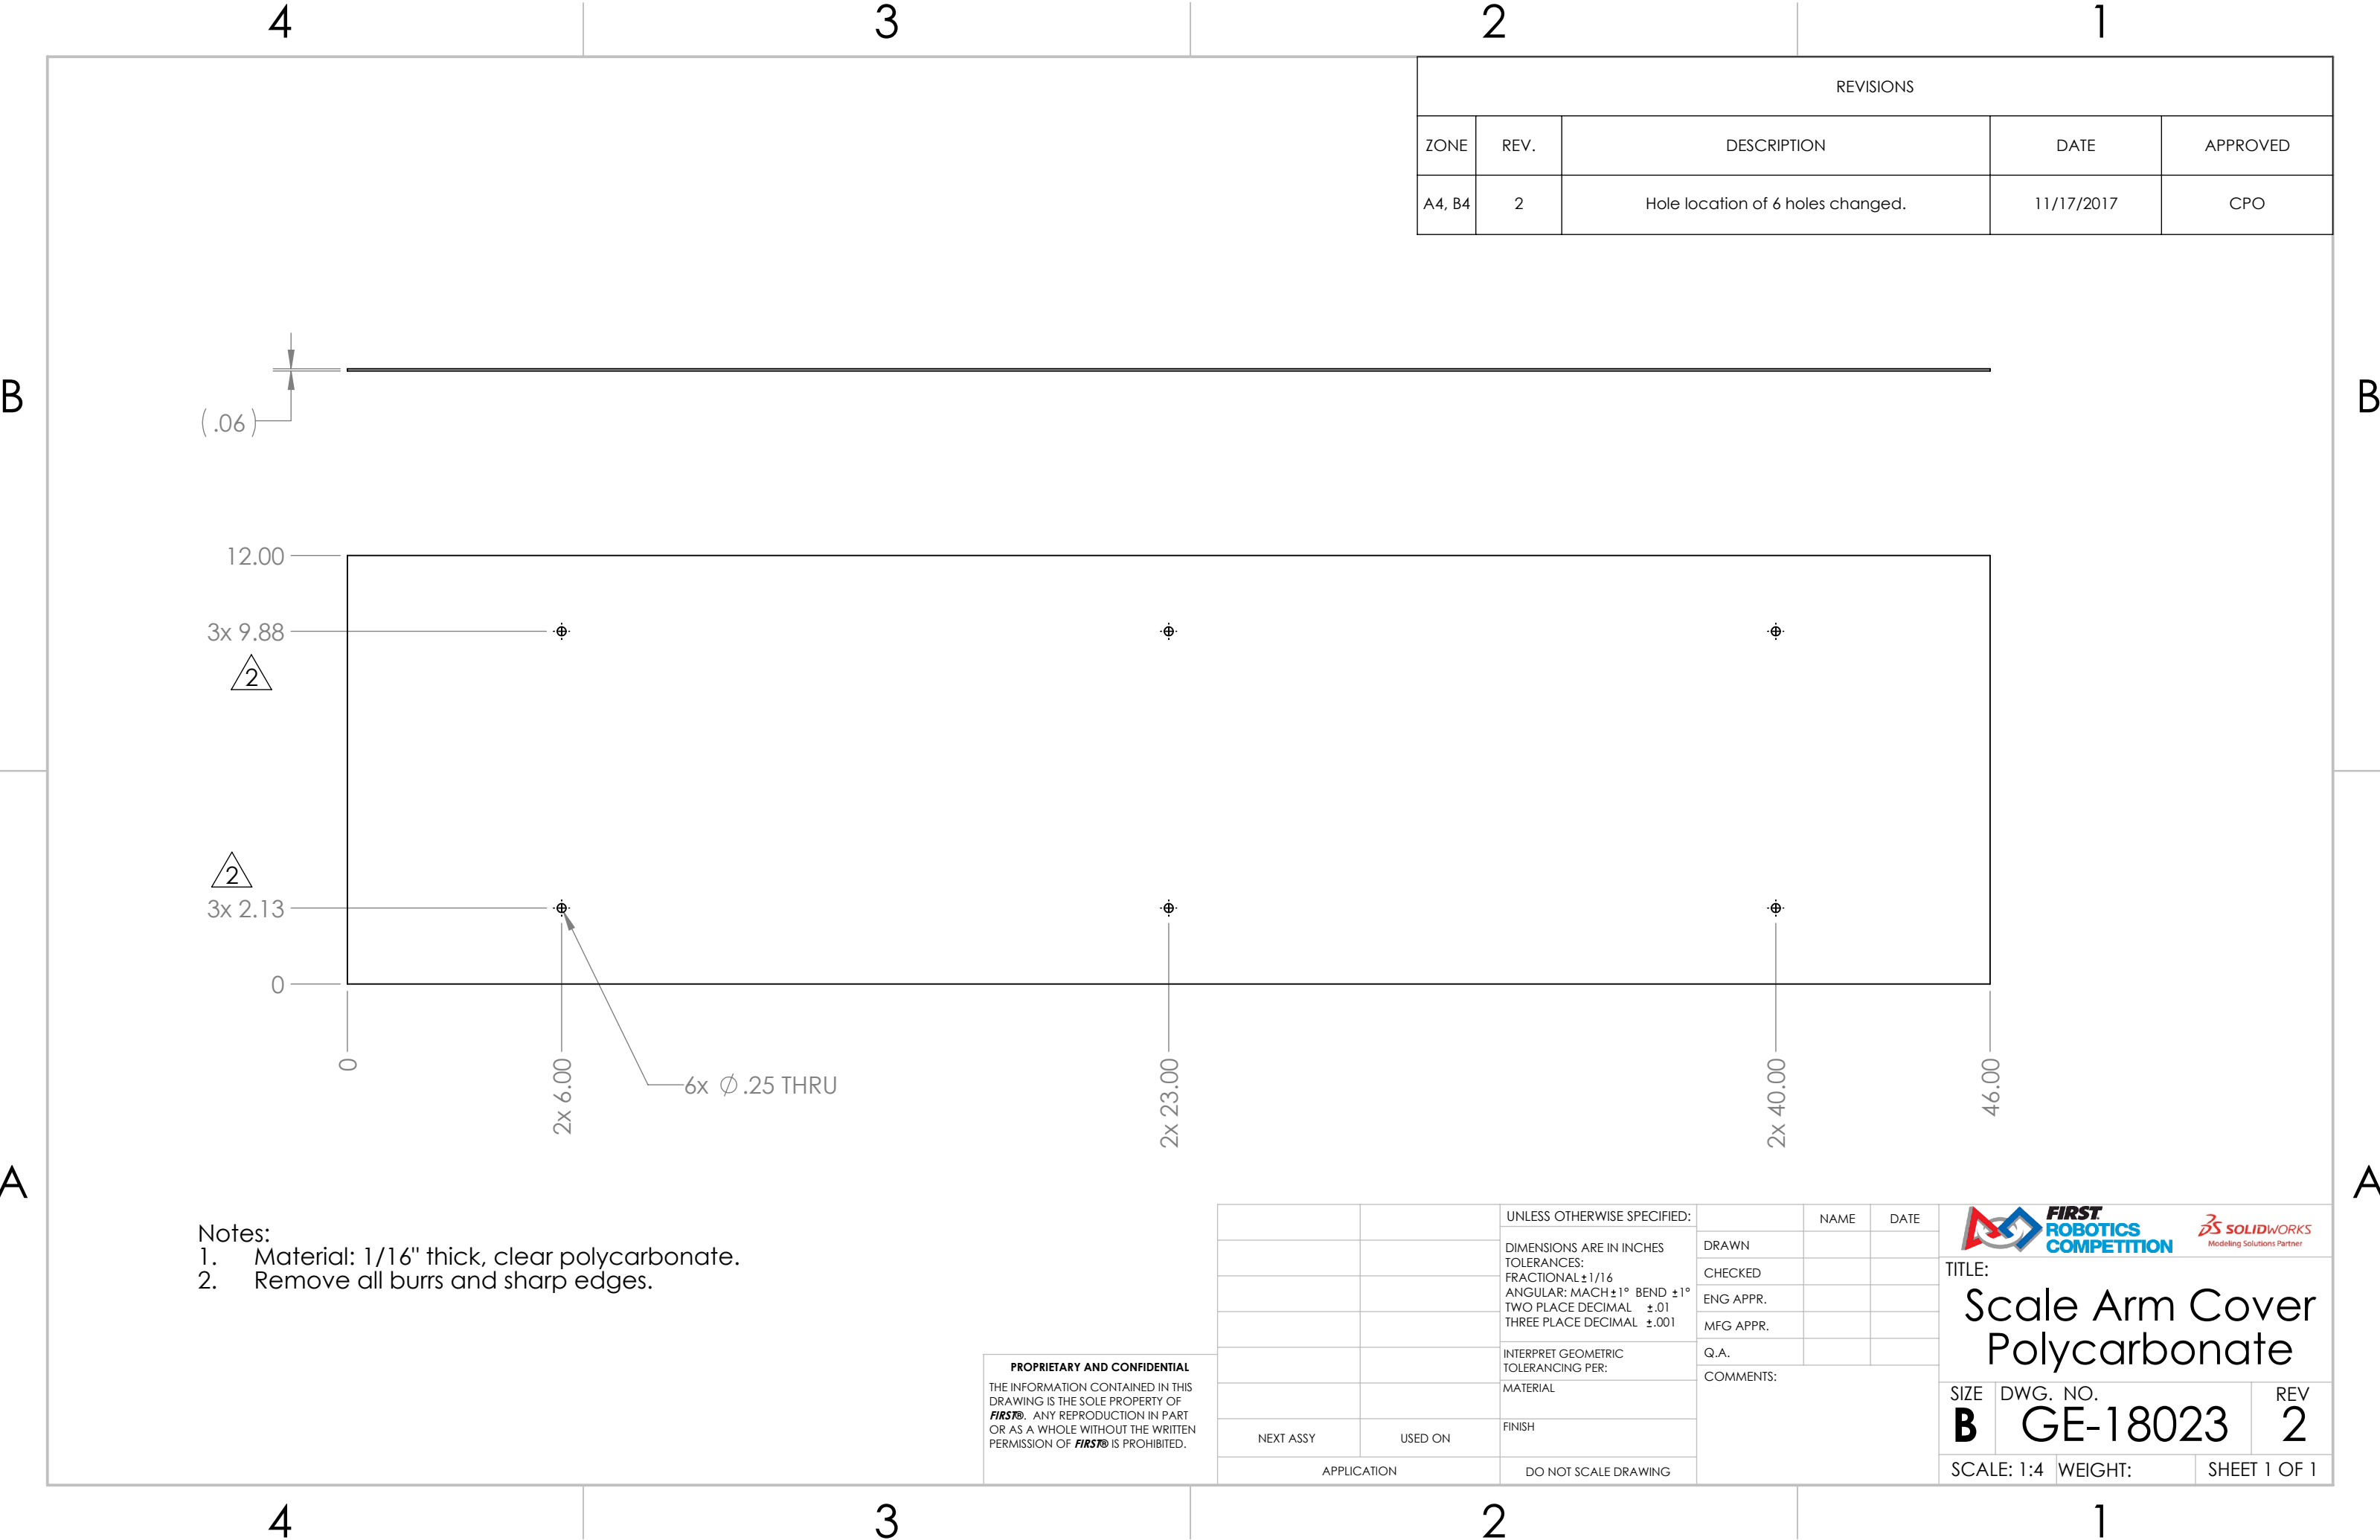 4 3 2 1
REVISIONS
ZONE REV. DESCRIPTION DATE APPROVED
A4, B4 2 Hole location of 6 holes changed. 11/17/2017 CPO
B B
( .06 )
12.00
3x 9.88
2
2
3x 2.13
0
0 2x 6.00 2x 23.00 2x 40.00 46.00
6x ∅ .25 THRU
A A
Notes:
1. Material: 1/16" thick, clear polycarbonate.
2. Remove all burrs and sharp edges.
PROPRIETARY AND CONFIDENTIAL
THE INFORMATION CONTAINED IN THIS
DRAWING IS THE SOLE PROPERTY OF
FIRST®. ANY REPRODUCTION IN PART
OR AS A WHOLE WITHOUT THE WRITTEN
PERMISSION OF FIRST® IS PROHIBITED.
NEXT ASSY USED ON
APPLICATION
UNLESS OTHERWISE SPECIFIED:
DIMENSIONS ARE IN INCHES
TOLERANCES:
FRACTIONAL ± 1/16
ANGULAR: MACH ± 1° BEND ± 1°
TWO PLACE DECIMAL ± .01
THREE PLACE DECIMAL ± .001
INTERPRET GEOMETRIC
TOLERANCING PER:
MATERIAL
FINISH
DO NOT SCALE DRAWING
NAME DATE
DRAWN
CHECKED
ENG APPR.
MFG APPR.
Q.A.
COMMENTS:
FIRST.
ROBOTICS
COMPETITION
SOLIDWORKS
Modeling Solutions Partner
TITLE:
Scale Arm Cover
Polycarbonate
SIZE DWG. NO. REV
B GE-18023 2
SCALE: 1:4 WEIGHT: SHEET 1 OF 1
4 3 2 1